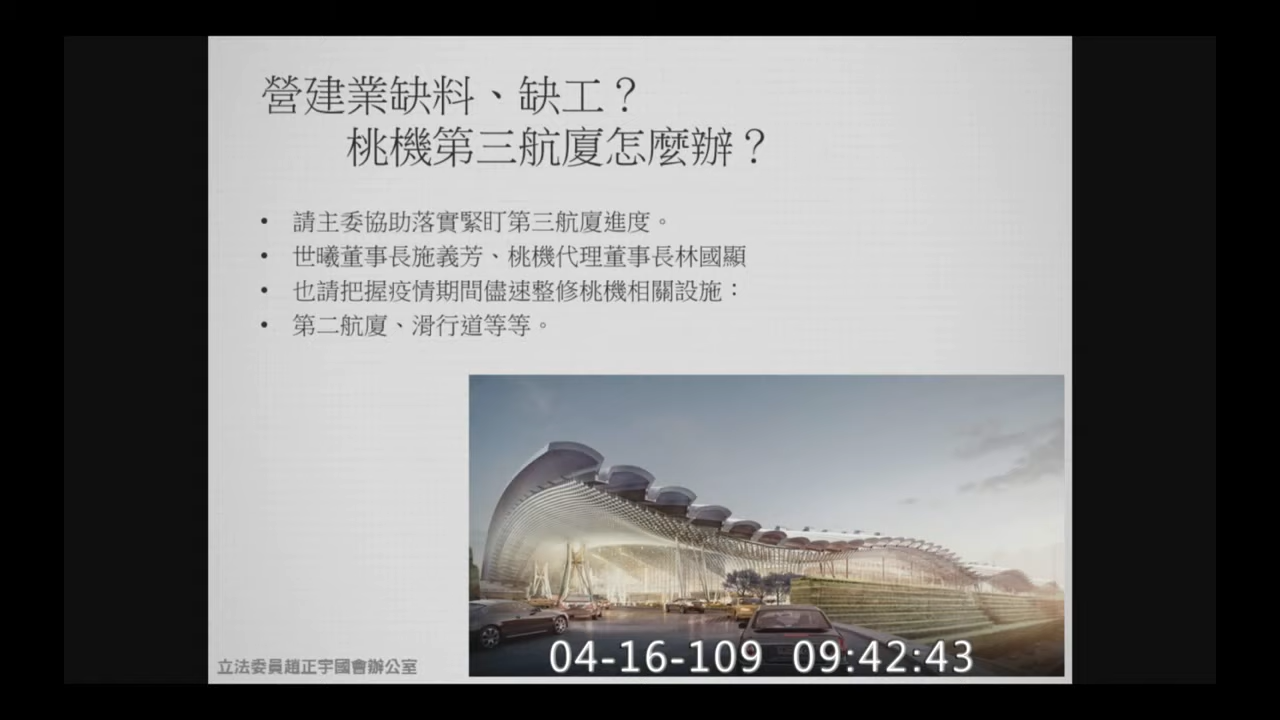 營建業缺料、缺工？
桃機第三航廈怎麼辦？
• 請主委協助落實緊盯第三航廈進度。
• 世曦董事長施義芳、桃機代理董事長林國顯
• 也請把握疫情期間儘速整修桃機相關設施：
• 第二航廈、滑行道等等。
立法委員趙正宇國會辦公室
04-16-109 09:42:43